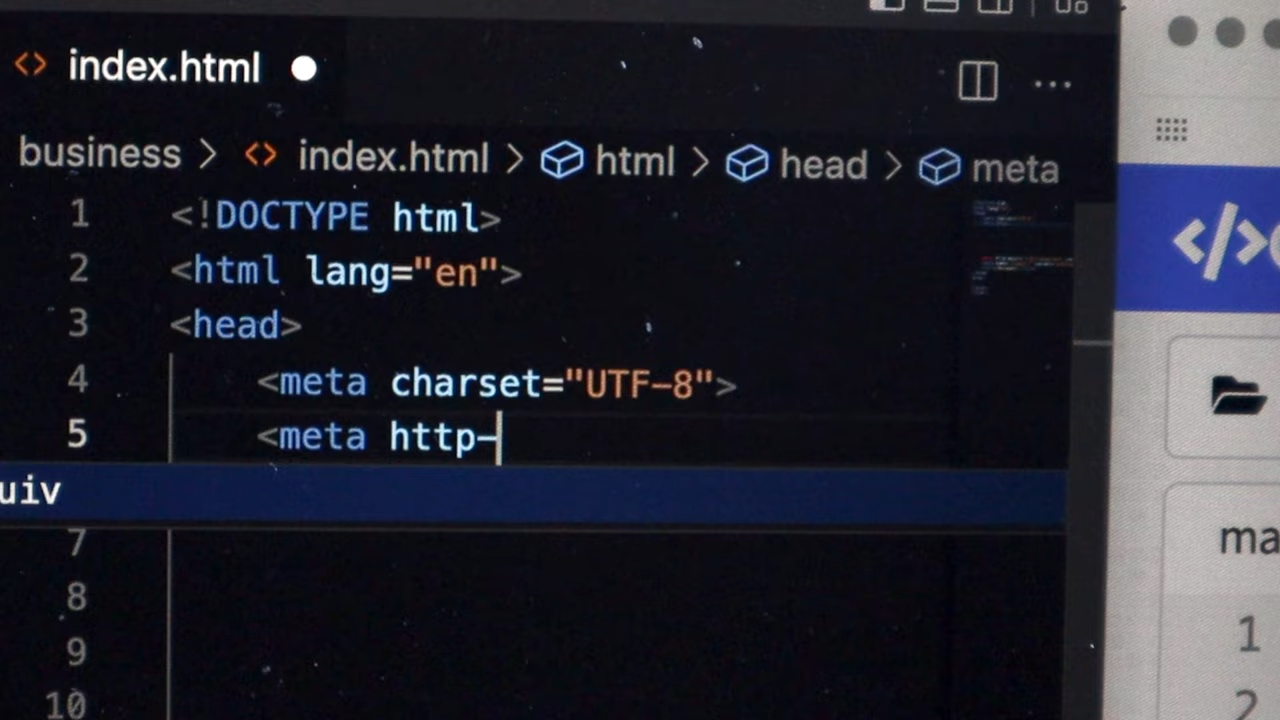 index.html
business > index.html > html > head > meta
1 <!DOCTYPE html>
2 <html lang="en">
3 <head>
4 <meta charset="UTF-8">
5 <meta http-
uiv
7
8
9
10
</>
ma
1
2